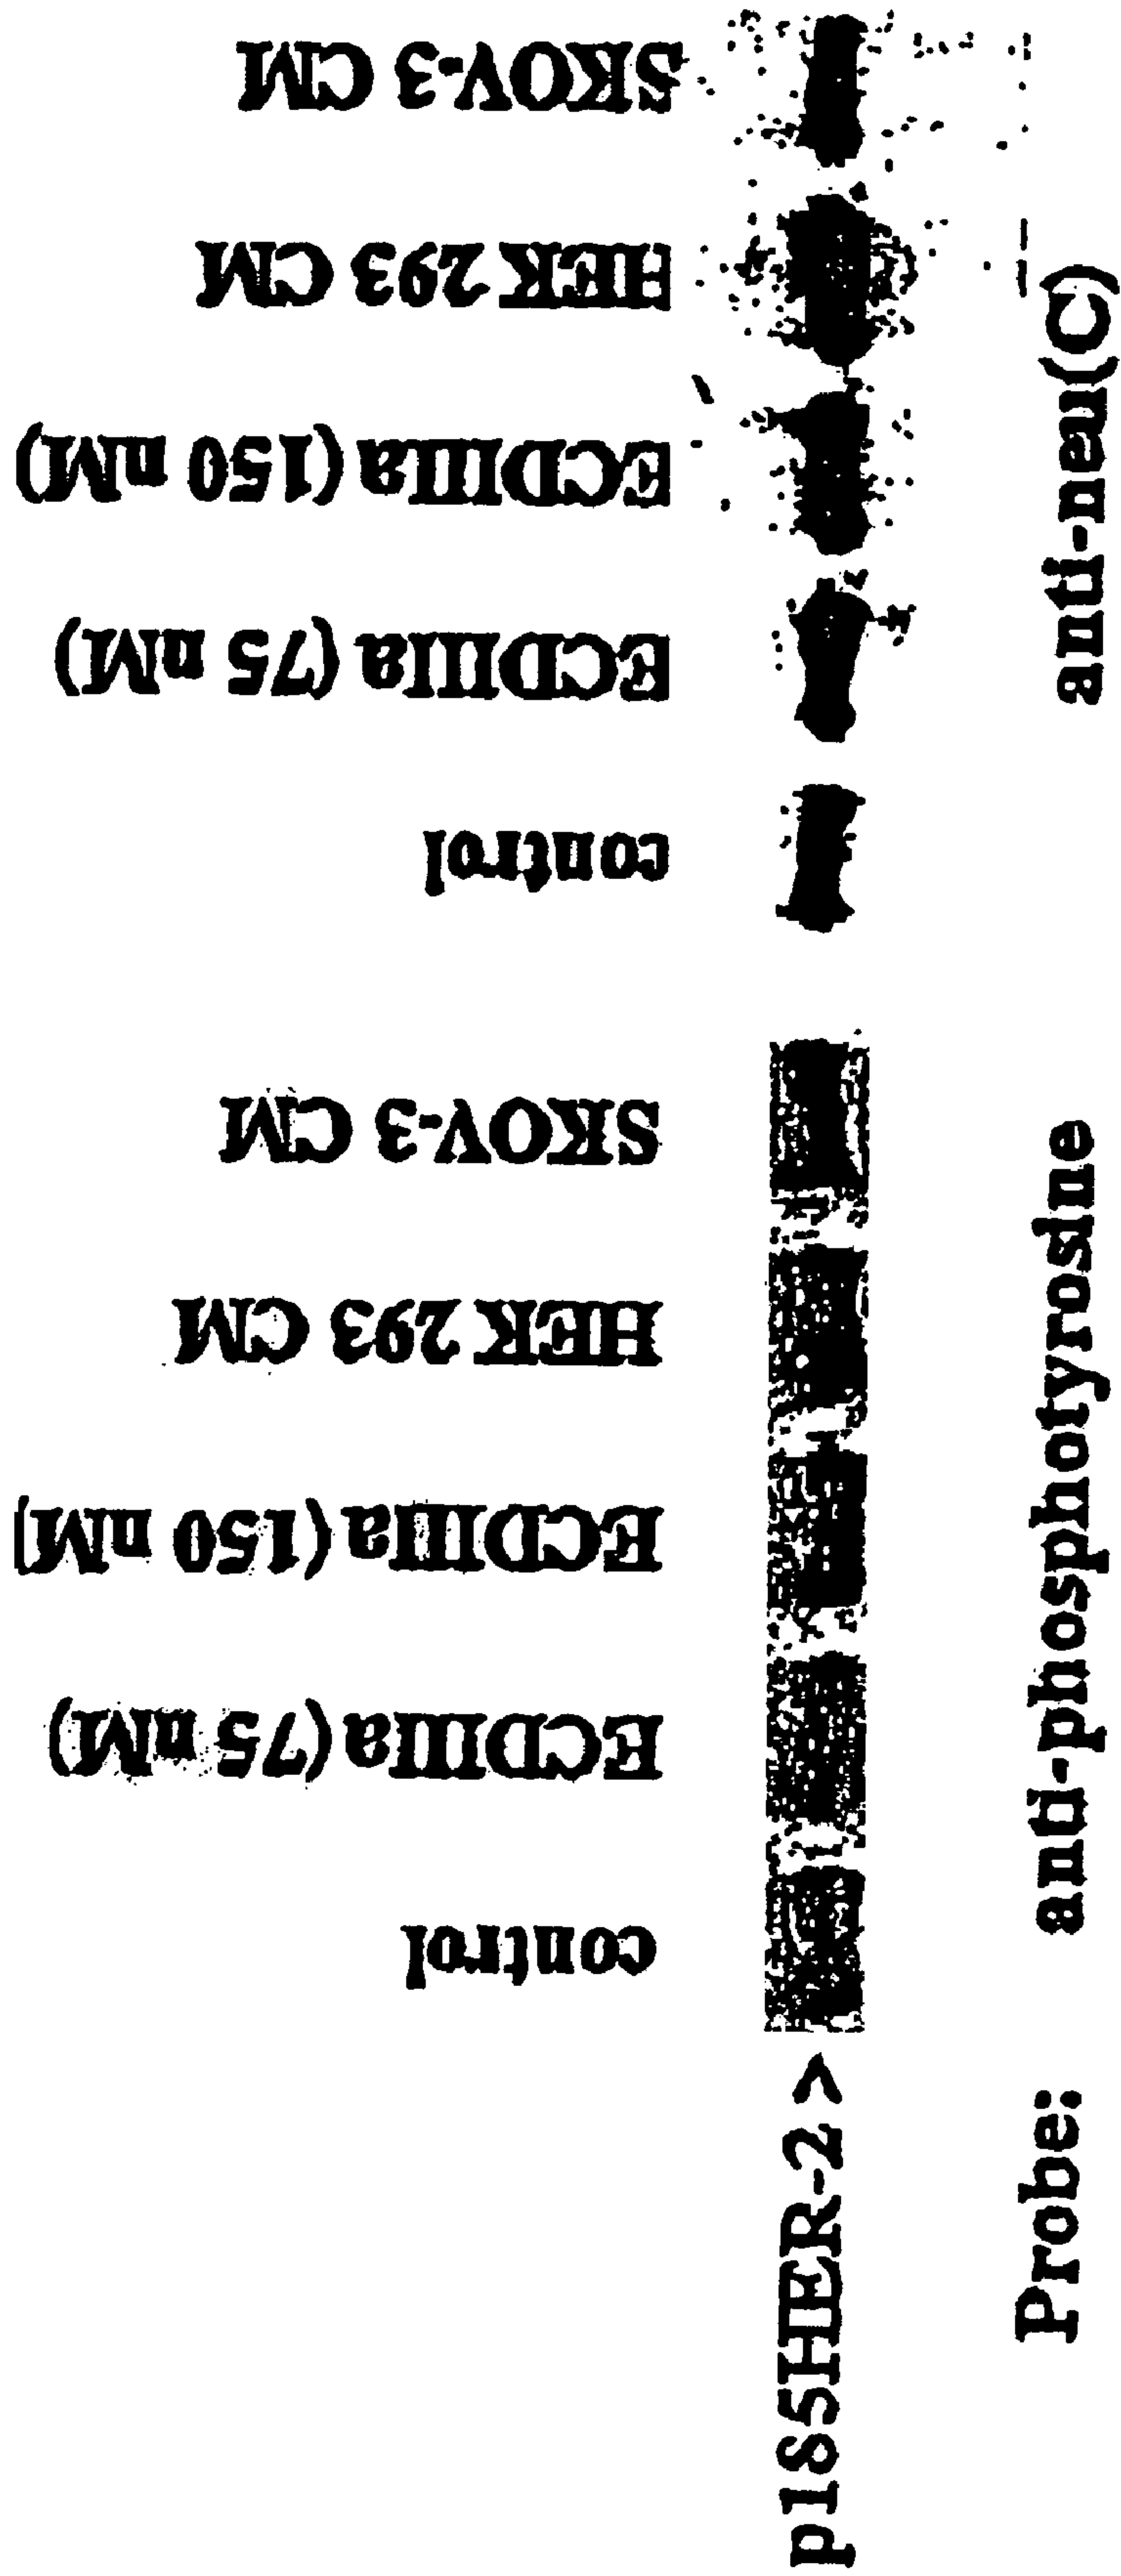 control
ECDIIIa (75 nM)
ECDIIIa (150 nM)
HEK 293 CM
SKOV-3 CM
control
ECDIIIa (75 nM)
ECDIIIa (150 nM)
HEK 293 CM
SKOV-3 CM
p185HER-2 >
Probe: anti-phosphotyrosine anti-neu(C)